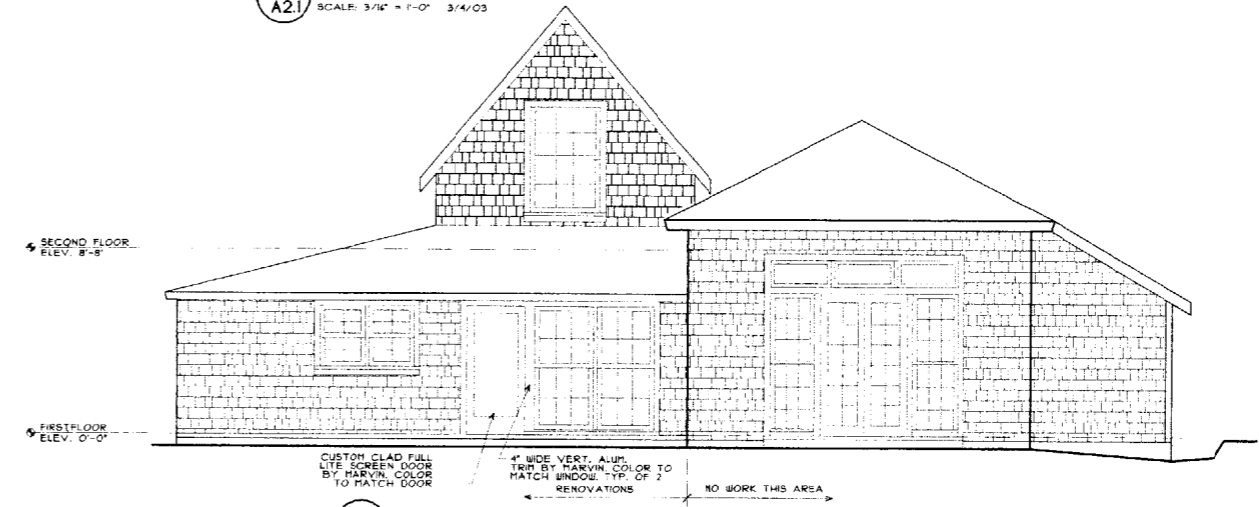 A2.1
SCALE: 3/16" = 1'-0" 3/4/03
SECOND FLOOR
ELEV. 8'-8"
FIRSTFLOOR
ELEV. 0'-0"
CUSTOM CLAD FULL
LITE SCREEN DOOR
BY MARVIN. COLOR
TO MATCH DOOR
4" WIDE VERT. ALUM.
TRIM BY MARVIN. COLOR TO
MATCH WINDOW. TYP. OF 2
RENOVATIONS
NO WORK THIS AREA